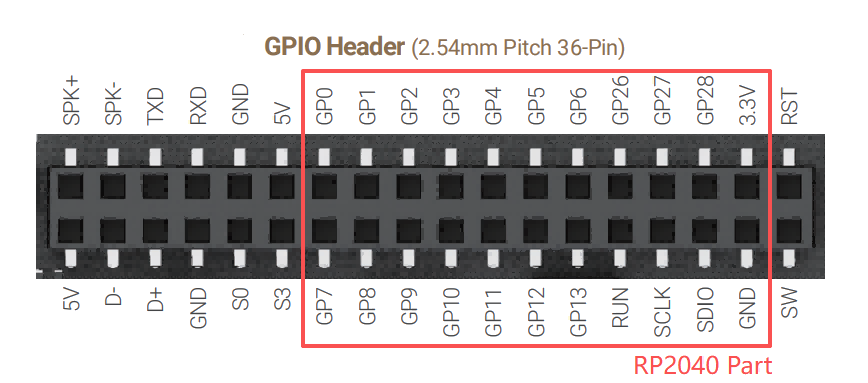 GPIO Header (2.54mm Pitch 36-Pin)
SPK+ SPK- TXD RXD GND 5V GP0 GP1 GP2 GP3 GP4 GP5 GP6 GP26 GP27 GP28 3.3V RST
5V D- D+ GND S0 S3 GP7 GP8 GP9 GP10 GP11 GP12 GP13 RUN SCLK SDIO GND SW
RP2040 Part